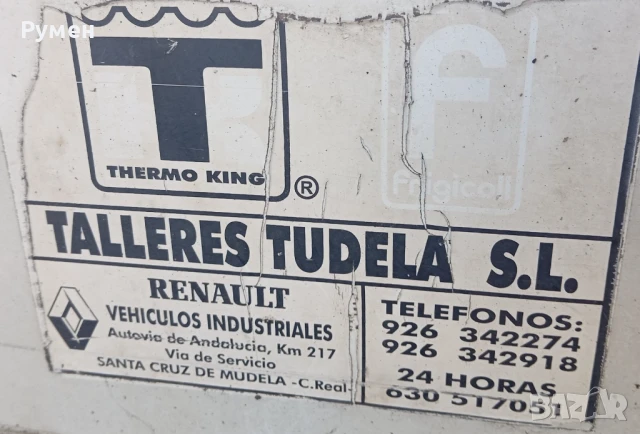 Румен
T
THERMO KING
®
f
frigicoll
TALLERES TUDELA S.L.
RENAULT
VEHICULOS INDUSTRIALES
Autovia de Andalucia, Km 217
Via de Servicio
SANTA CRUZ DE MUDELA -C.Real-
TELEFONOS:
926 342274
926 342918
24 HORAS
630 517051
BAZAR